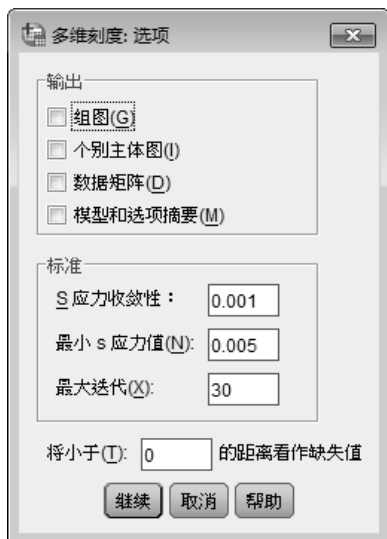 多维刻度: 选项
输出
组图(G)
个别主体图(I)
数据矩阵(D)
模型和选项摘要(M)
标准
S应力收敛性： 0.001
最小 s 应力值(N): 0.005
最大迭代(X): 30
将小于(T): 0 的距离看作缺失值
继续 取消 帮助